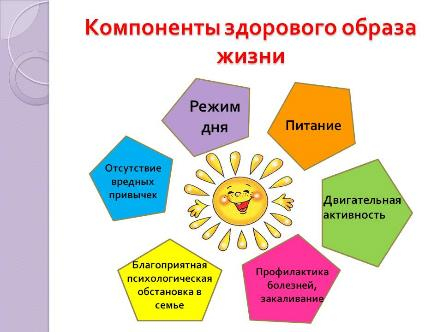 Компоненты здорового образа
жизни
Режим
дня
Питание
Двигательная
активность
Профилактика
болезней,
закаливание
Благоприятная
психологическая
обстановка в
семье
Отсутствие
вредных
привычек